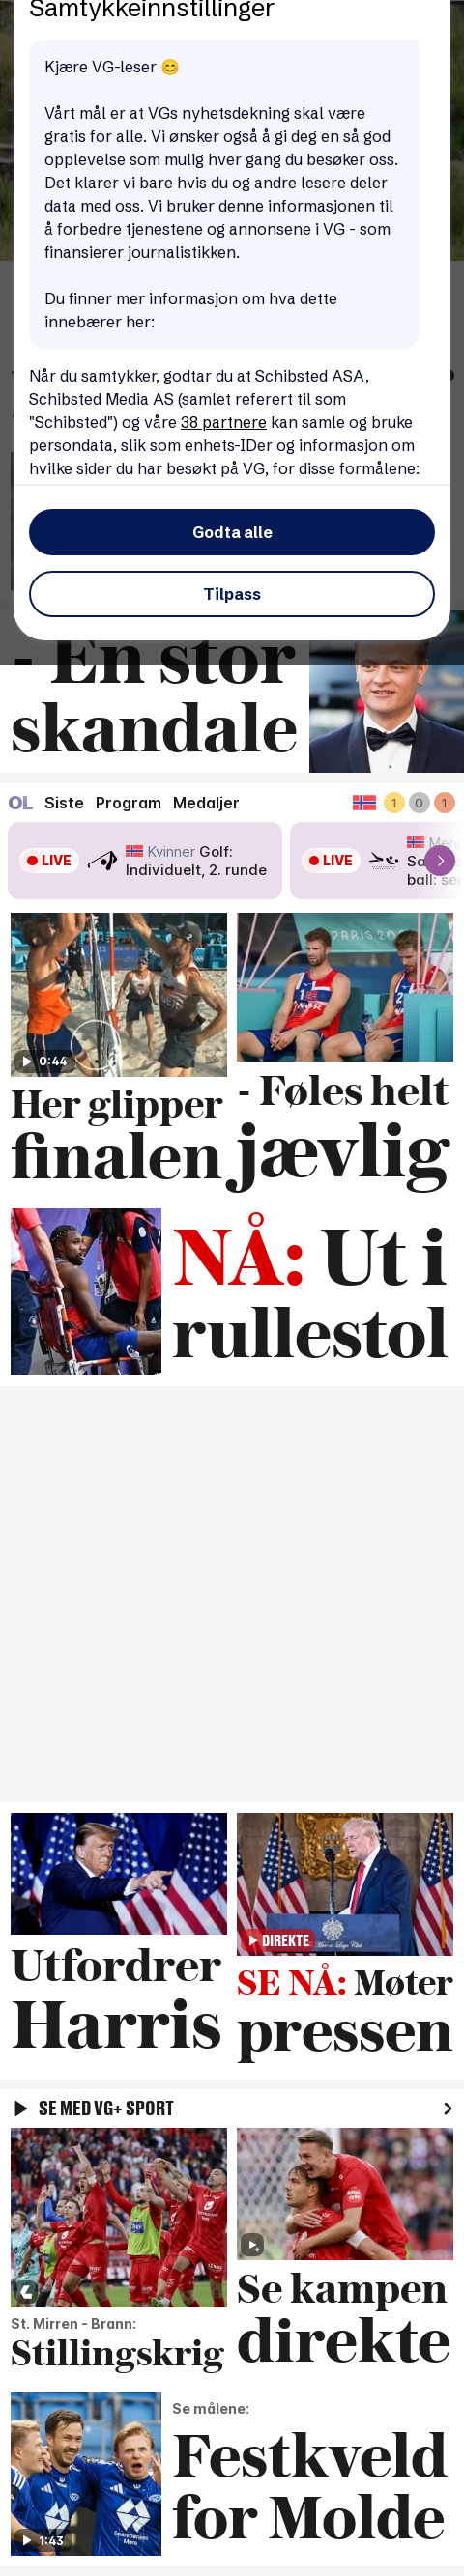 Samtykkeinnstillinger
Kjære VG-leser 😊
Vårt mål er at VGs nyhetsdekning skal være
gratis for alle. Vi ønsker også å gi deg en så god
opplevelse som mulig hver gang du besøker oss.
Det klarer vi bare hvis du og andre lesere deler
data med oss. Vi bruker denne informasjonen til
å forbedre tjenestene og annonsene i VG - som
finansierer journalistikken.
Du finner mer informasjon om hva dette
innebærer her:
Når du samtykker, godtar du at Schibsted ASA,
Schibsted Media AS (samlet referert til som
"Schibsted") og våre 38 partnere kan samle og bruke
persondata, slik som enhets-IDer og informasjon om
hvilke sider du har besøkt på VG, for disse formålene:
Godta alle
Tilpass
- En stor
skandale
OL Siste Program Medaljer 1 0 1
LIVE Kvinner Golf:
Individuelt, 2. runde
LIVE
0:44
PARIS 20
NOR
Her glipper
finalen
- Føles helt
jævlig
NÅ: Ut i
rullestol
Utfordrer
Harris
DIREKTE
SE NÅ: Møter
pressen
SE MED VG+ SPORT
St. Mirren - Brann:
Stillingskrig
Se kampen
direkte
1:43
Se målene:
Festkveld
for Molde